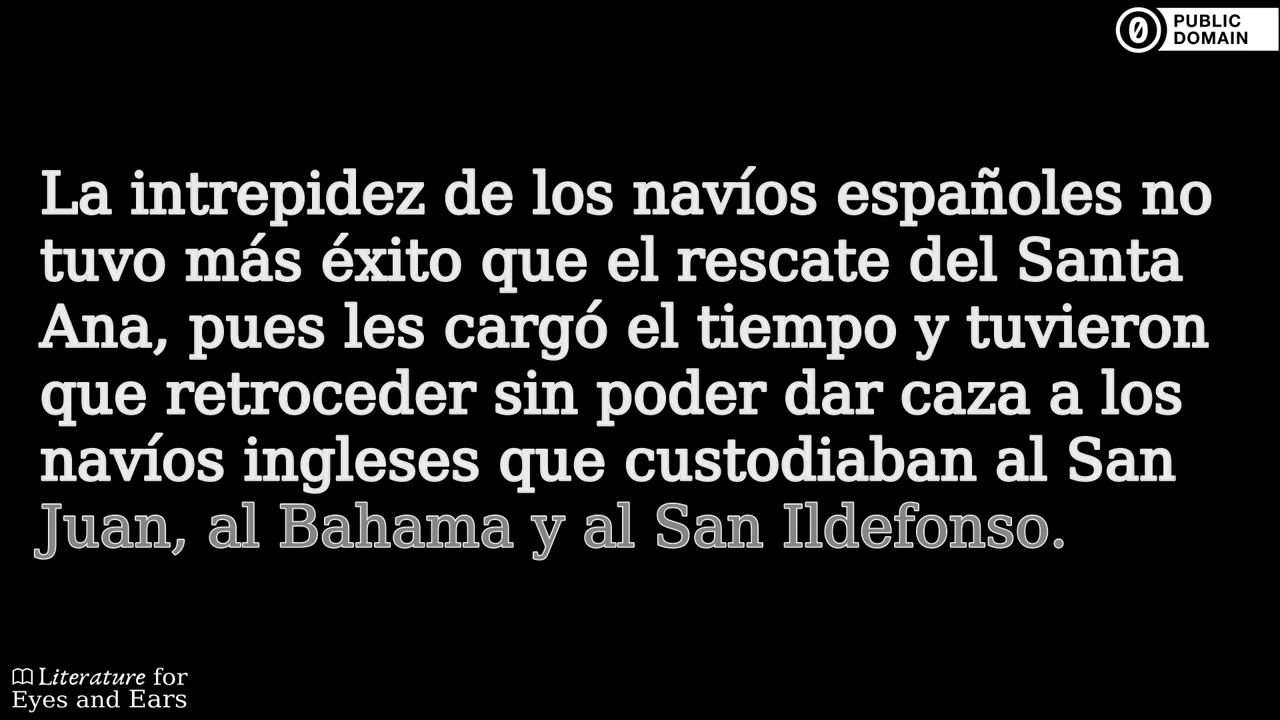 PUBLIC
DOMAIN
La intrepidez de los navíos españoles no
tuvo más éxito que el rescate del Santa
Ana, pues les cargó el tiempo y tuvieron
que retroceder sin poder dar caza a los
navíos ingleses que custodiaban al San
Juan, al Bahama y al San Ildefonso.
Literature for
Eyes and Ears